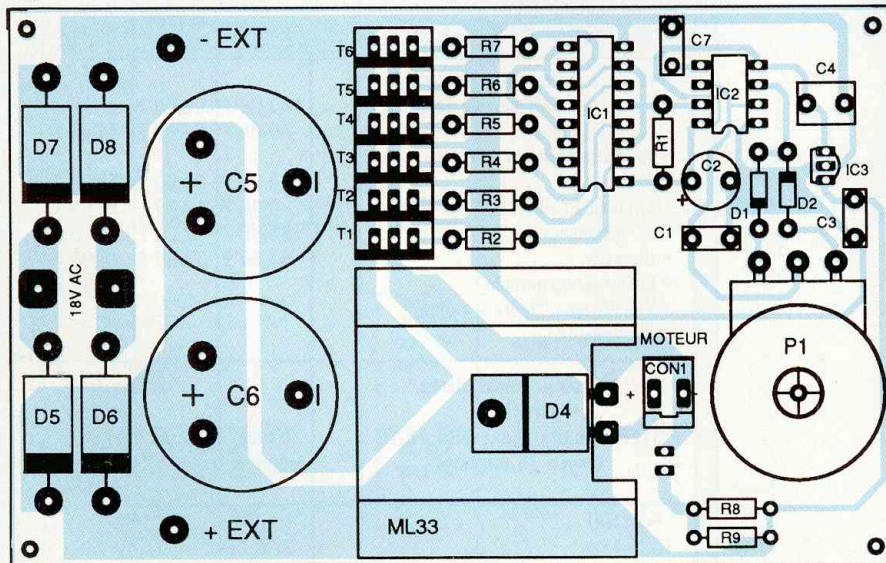 - EXT
T6
R7
C7
T5
R6
IC2
C4
D7
D8
T4
R5
IC1
R1
+ C5
T3
R4
C2
IC3
T2
R3
+
D1
D2
C3
T1
R2
C1
18V AC
MOTEUR
P1
CON1
+ C6
D5
D6
D4
+ -
+ EXT
ML33
R8
R9